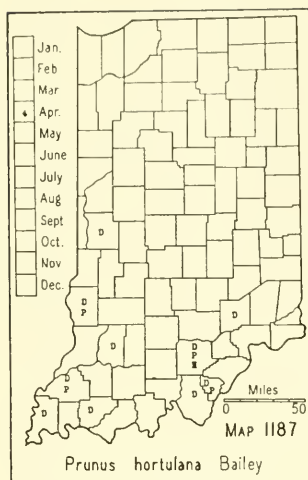 Jan.
Feb
Mar
4 Apr.
May
June
July
Aug
Sept
Oct.
Nov
Dec.
D
D
P
D
D
D
P
N
D
P
D
P
D
D
D
Miles
0 50
MAP 1187
Prunus hortulana Bailey